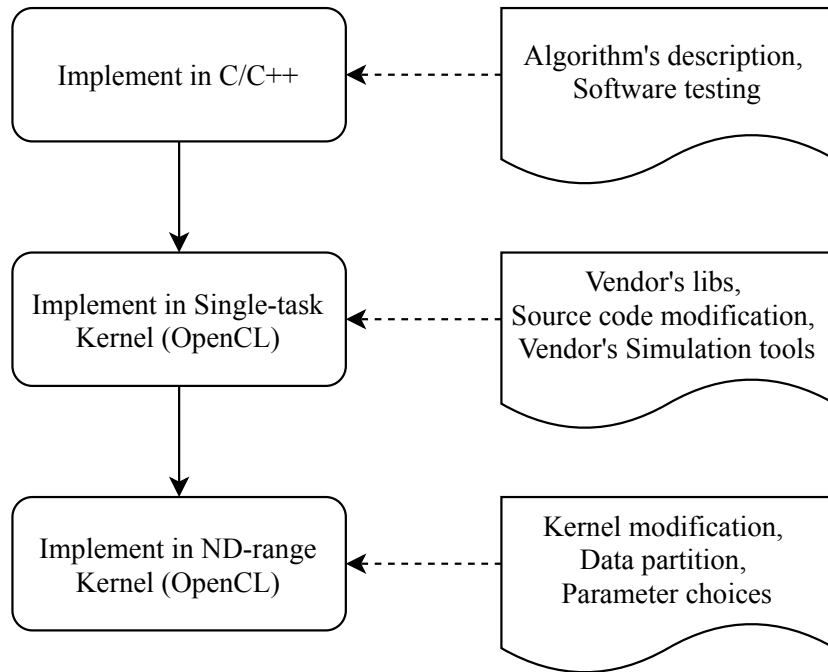 Implement in C/C++
Algorithm's description,
Software testing
Implement in Single-task
Kernel (OpenCL)
Vendor's libs,
Source code modification,
Vendor's Simulation tools
Implement in ND-range
Kernel (OpenCL)
Kernel modification,
Data partition,
Parameter choices